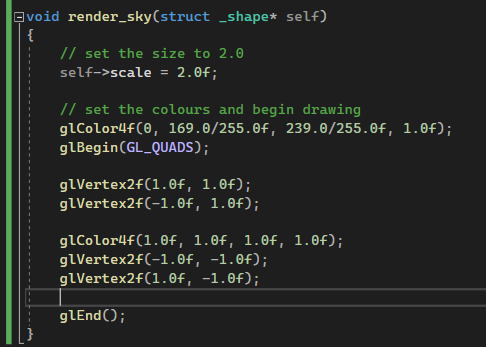 void render_sky(struct _shape* self)
{
    // set the size to 2.0
    self->scale = 2.0f;

    // set the colours and begin drawing
    glColor4f(0, 169.0/255.0f, 239.0/255.0f, 1.0f);
    glBegin(GL_QUADS);

    glVertex2f(1.0f, 1.0f);
    glVertex2f(-1.0f, 1.0f);

    glColor4f(1.0f, 1.0f, 1.0f, 1.0f);
    glVertex2f(-1.0f, -1.0f);
    glVertex2f(1.0f, -1.0f);

    glEnd();
}